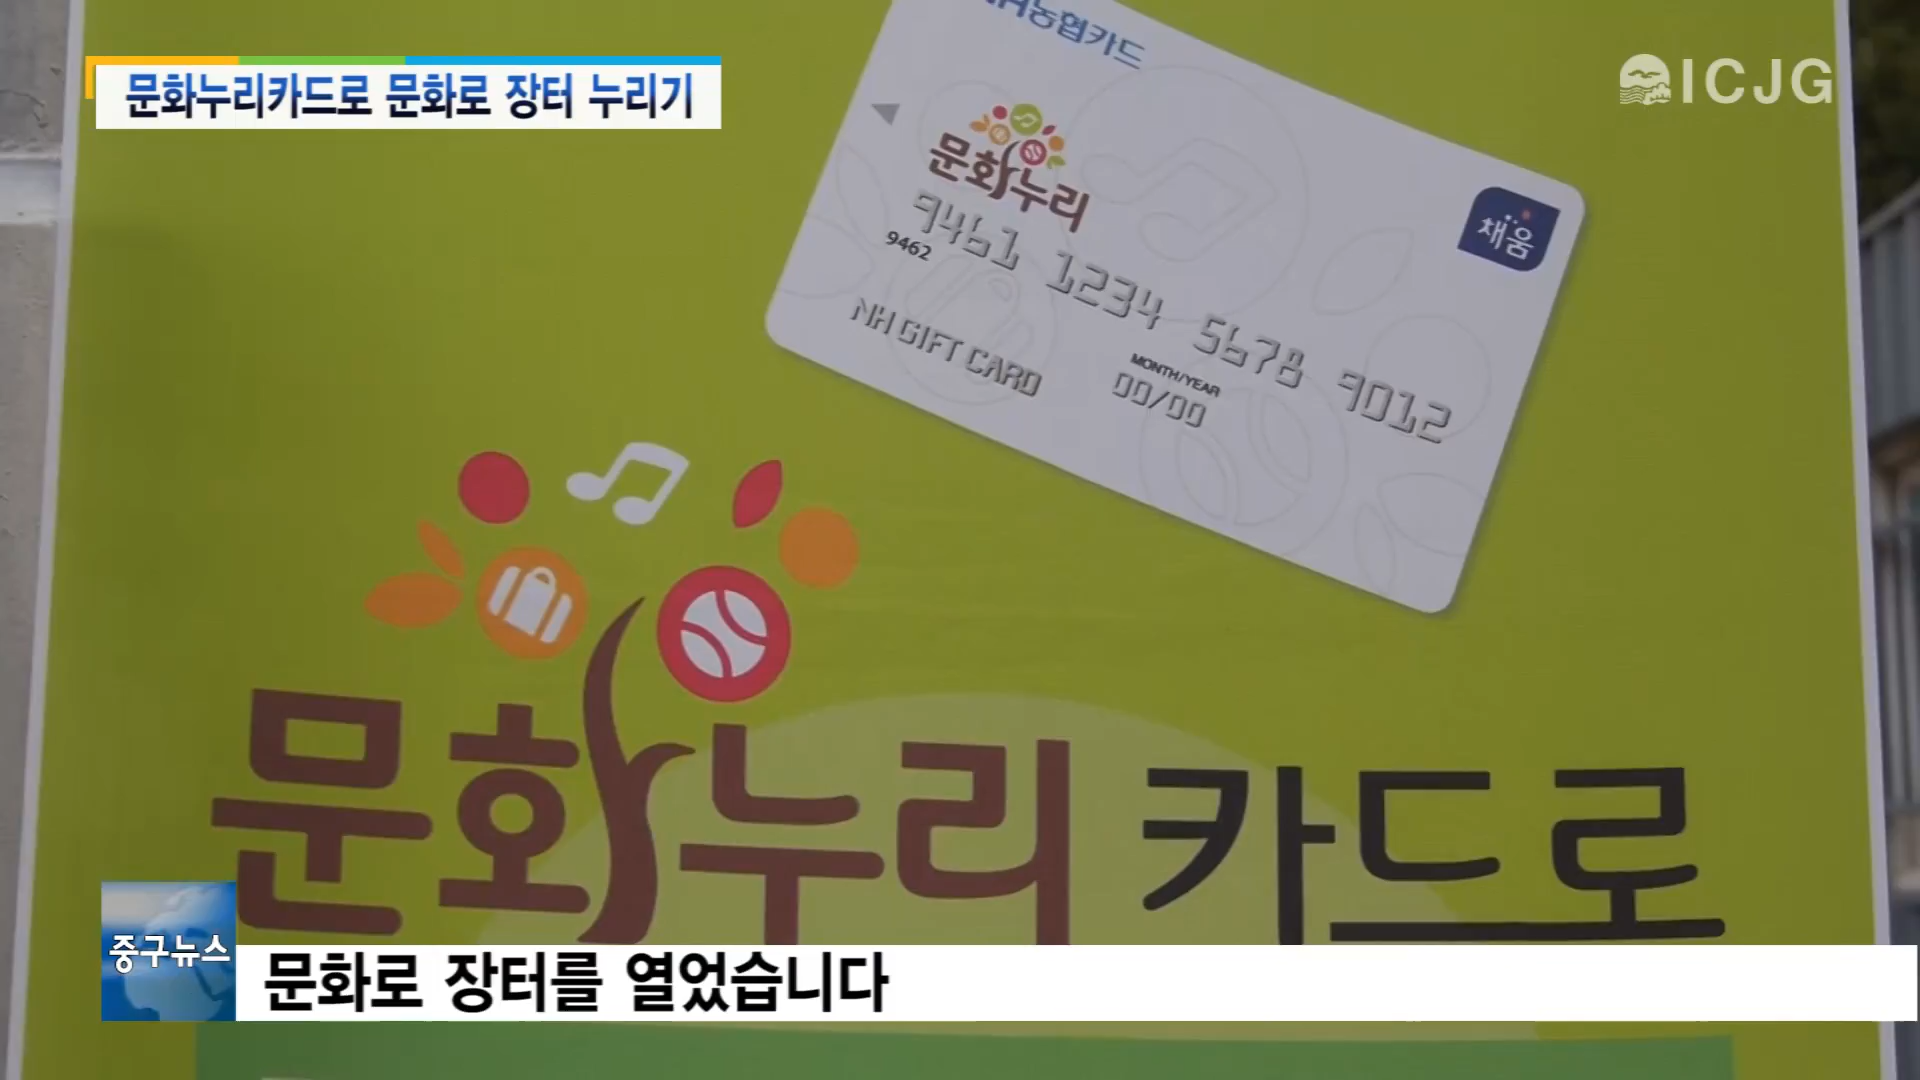 문화누리카드로 문화로 장터 누리기
ICJG
NH농협카드
문화누리
채움
9461 1234 5678 9012
9462
MONTH/YEAR
00/00
NH GIFT CARD
문화누리카드로
중구뉴스
문화로 장터를 열었습니다